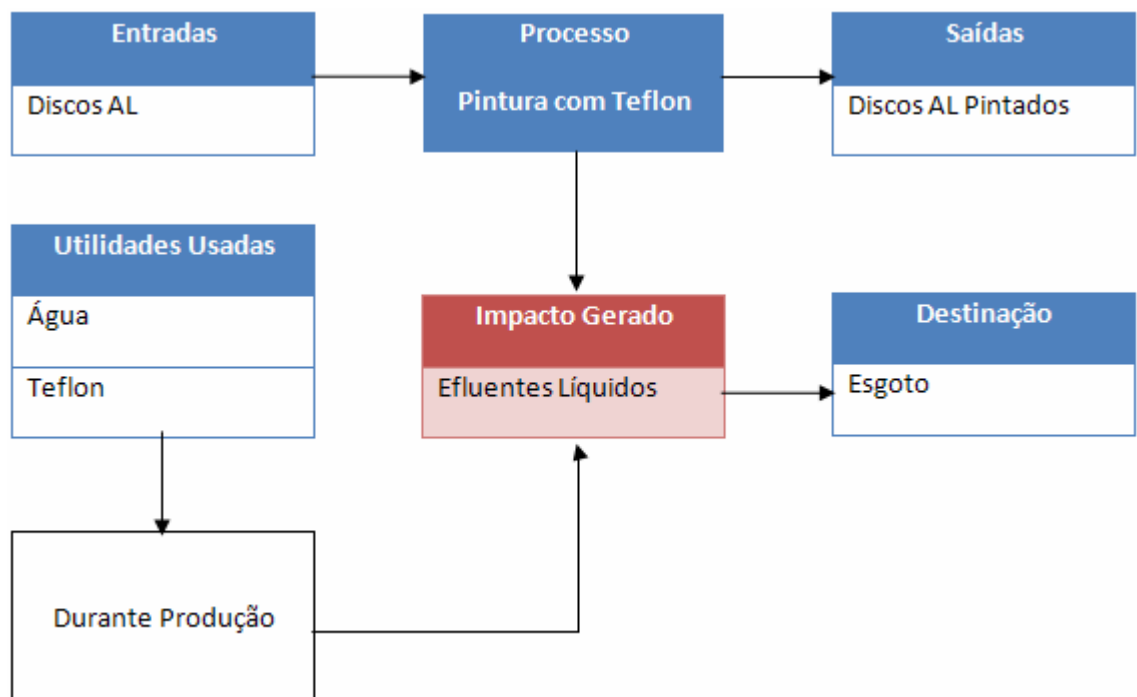 Entradas
Discos AL
Processo
Pintura com Teflon
Saídas
Discos AL Pintados
Utilidades Usadas
Água
Teflon
Impacto Gerado
Efluentes Líquidos
Destinação
Esgoto
Durante Produção